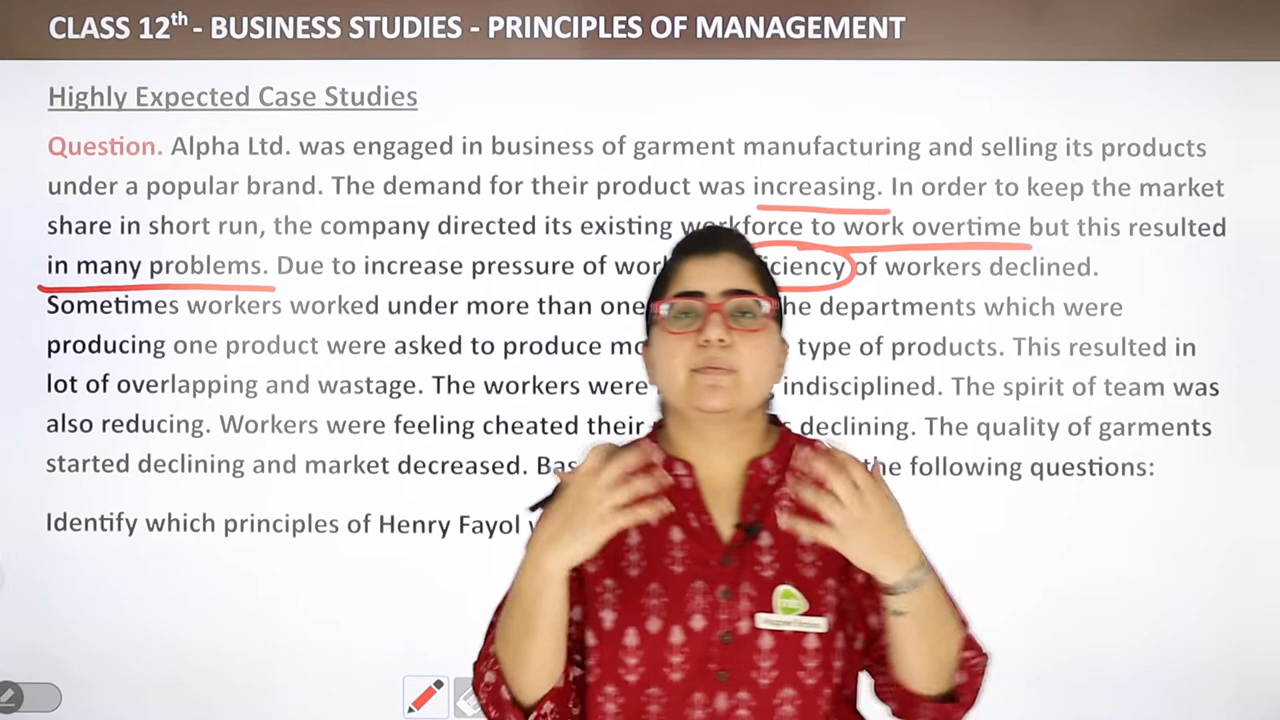 CLASS 12th - BUSINESS STUDIES - PRINCIPLES OF MANAGEMENT
Highly Expected Case Studies
Question. Alpha Ltd. was engaged in business of garment manufacturing and selling its products
under a popular brand. The demand for their product was increasing. In order to keep the market
share in short run, the company directed its existing workforce to work overtime but this resulted
in many problems. Due to increase pressure of of workers declined.
Sometimes workers worked under more than one the departments which were
producing one product were asked to produce type of products. This resulted in
lot of overlapping and wastage. The workers were indisciplined. The spirit of team was
also reducing. Workers were feeling cheated their declining. The quality of garments
started declining and market decreased. the following questions:
Identify which principles of Henry Fayol